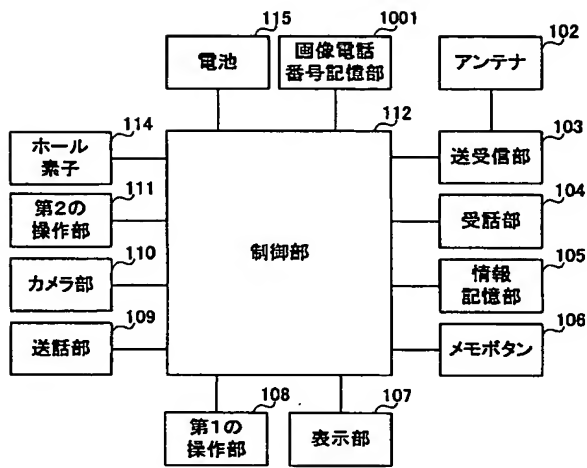 115
電池
1001
画像電話
番号記憶部
102
アンテナ
114
ホール
素子
112
制御部
103
送受信部
111
第2の
操作部
104
受話部
110
カメラ部
105
情報
記憶部
109
送話部
106
メモボタン
108
第1の
操作部
107
表示部